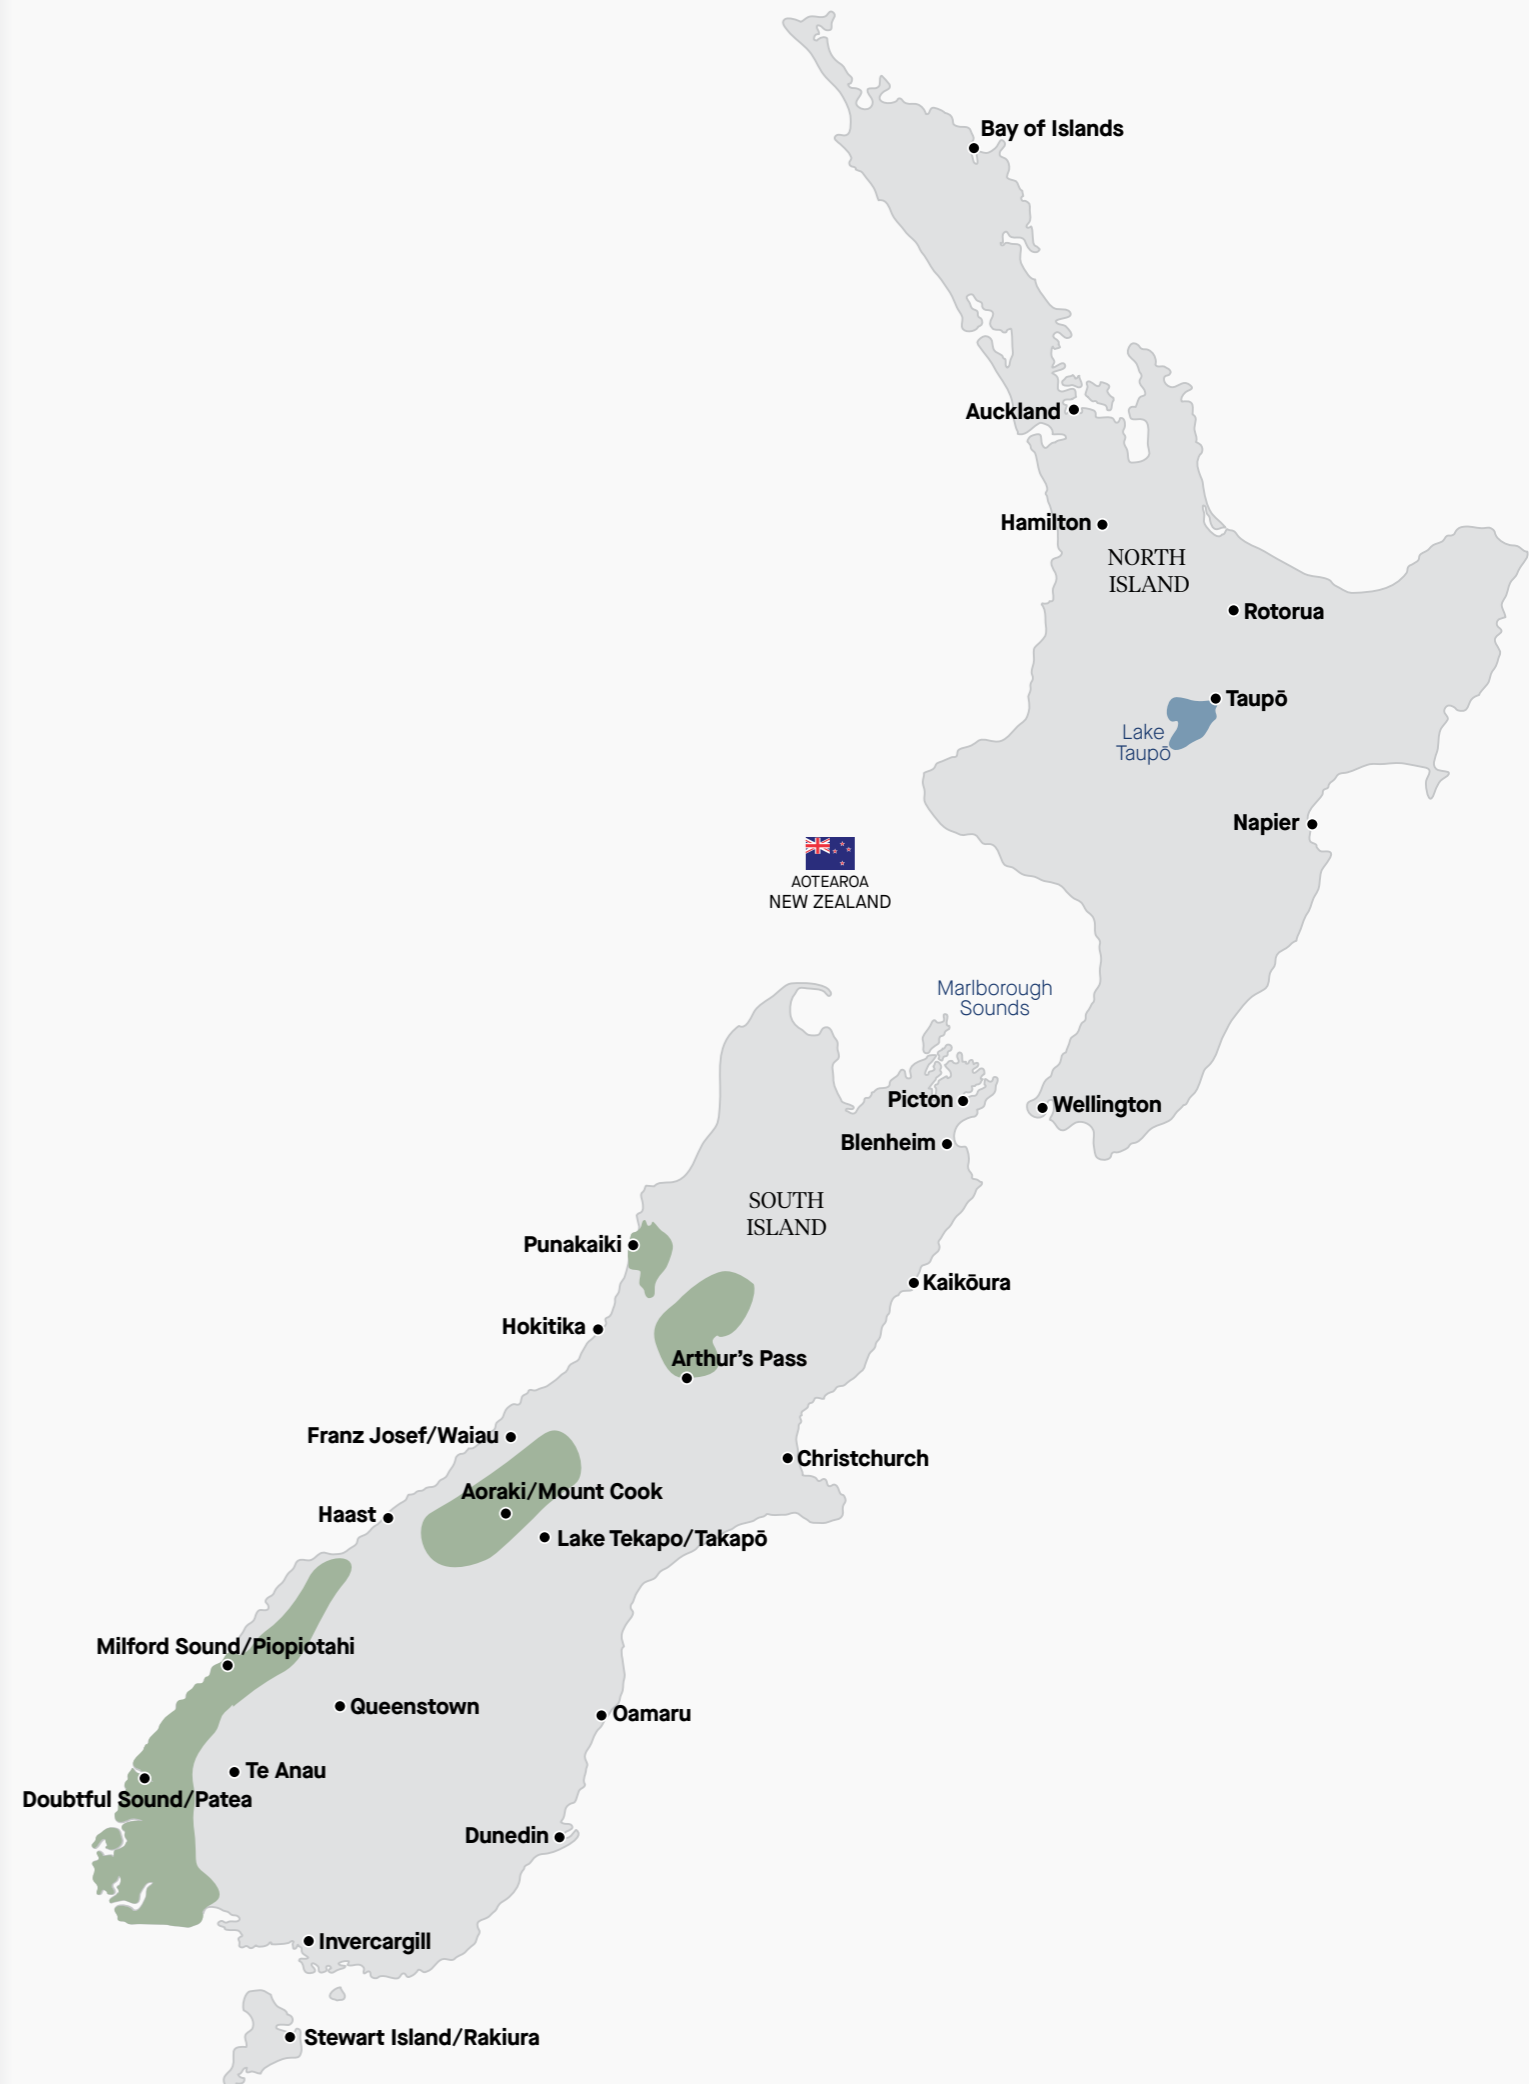 Bay of Islands
Auckland
Hamilton
NORTH
ISLAND
Rotorua
Taupō
Lake
Taupō
Napier
AOTEAROA
NEW ZEALAND
Marlborough
Sounds
Picton
Wellington
Blenheim
SOUTH
ISLAND
Punakaiki
Kaikōura
Hokitika
Arthur's Pass
Franz Josef/Waiau
Christchurch
Aoraki/Mount Cook
Haast
Lake Tekapo/Takapō
Milford Sound/Piopiotahi
Queenstown
Oamaru
Te Anau
Doubtful Sound/Patea
Dunedin
Invercargill
Stewart Island/Rakiura